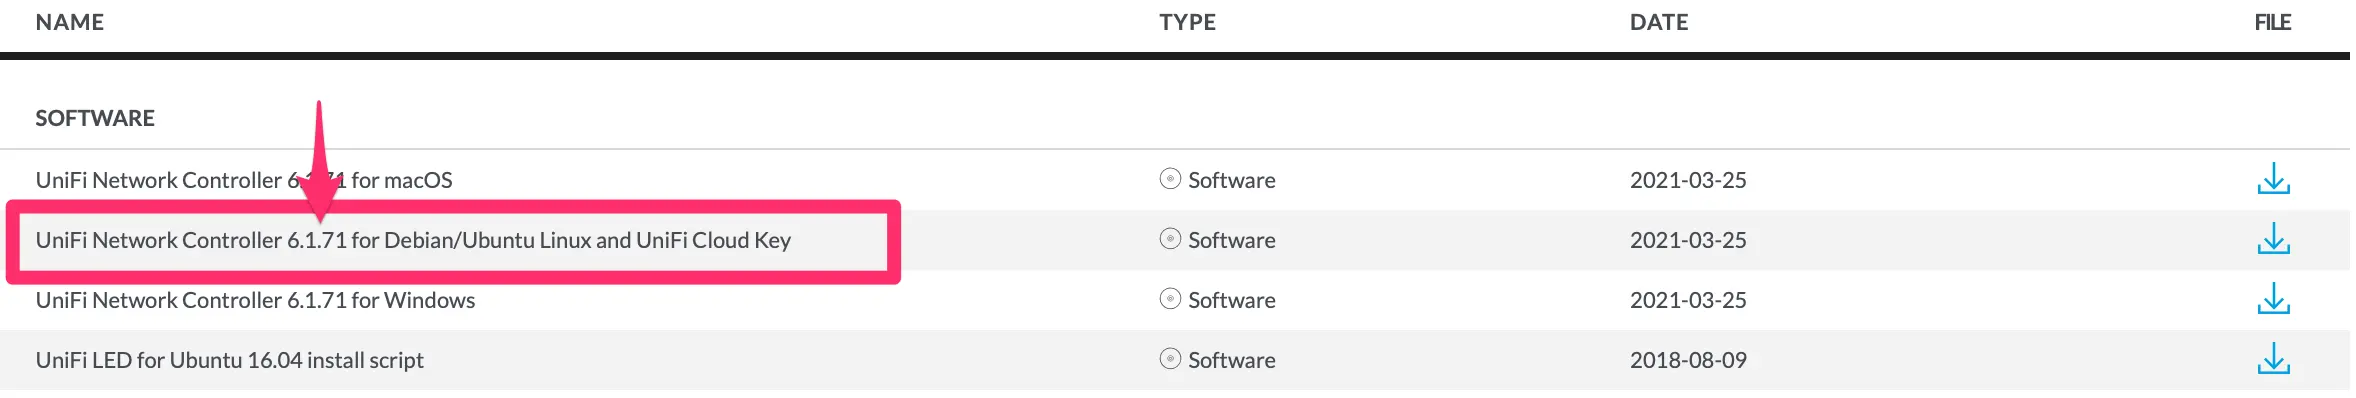 NAME TYPE DATE FILE
SOFTWARE
UniFi Network Controller 6.1.71 for macOS Software 2021-03-25
UniFi Network Controller 6.1.71 for Debian/Ubuntu Linux and UniFi Cloud Key Software 2021-03-25
UniFi Network Controller 6.1.71 for Windows Software 2021-03-25
UniFi LED for Ubuntu 16.04 install script Software 2018-08-09